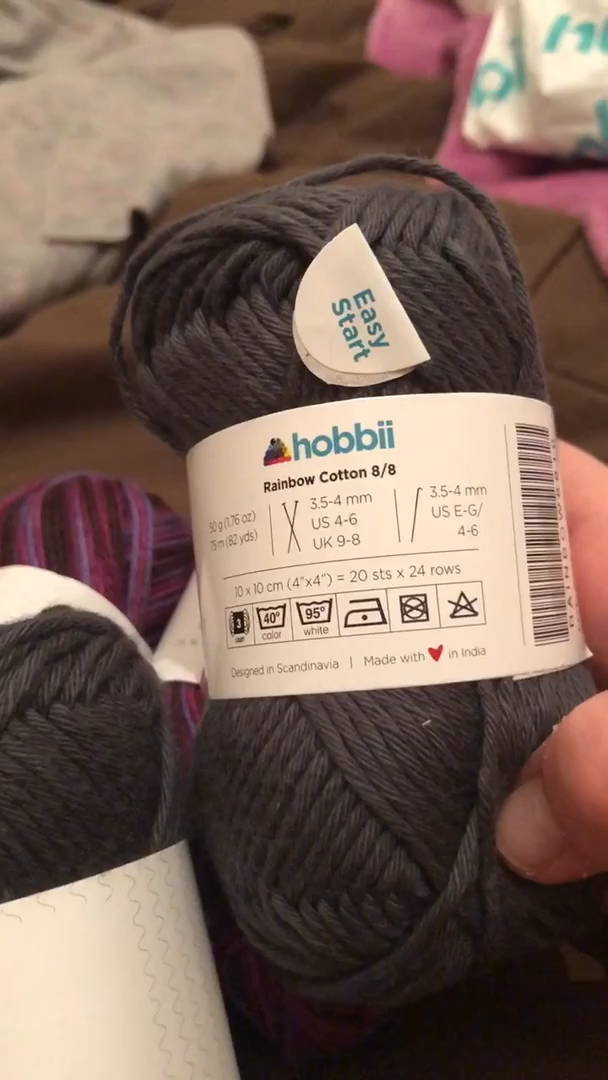 Easy
Start
hobbii
Rainbow Cotton 8/8
50 g (1.76 oz)
75 m (82 yds)
3.5-4 mm
US 4-6
UK 9-8
3.5-4 mm
US E-G/
4-6
10 x 10 cm (4"x4") = 20 sts x 24 rows
3
40°
color
95°
white
Designed in Scandinavia | Made with ❤ in India